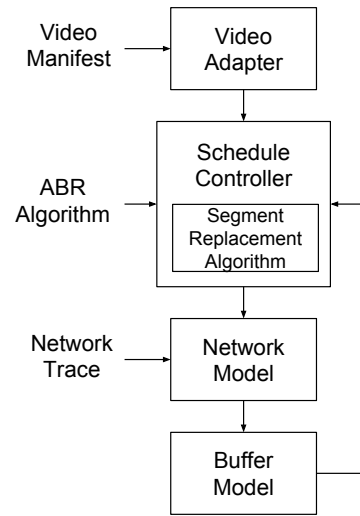 Video
Manifest
Video
Adapter
Schedule
Controller
ABR
Algorithm
Segment
Replacement
Algorithm
Network
Trace
Network
Model
Buffer
Model